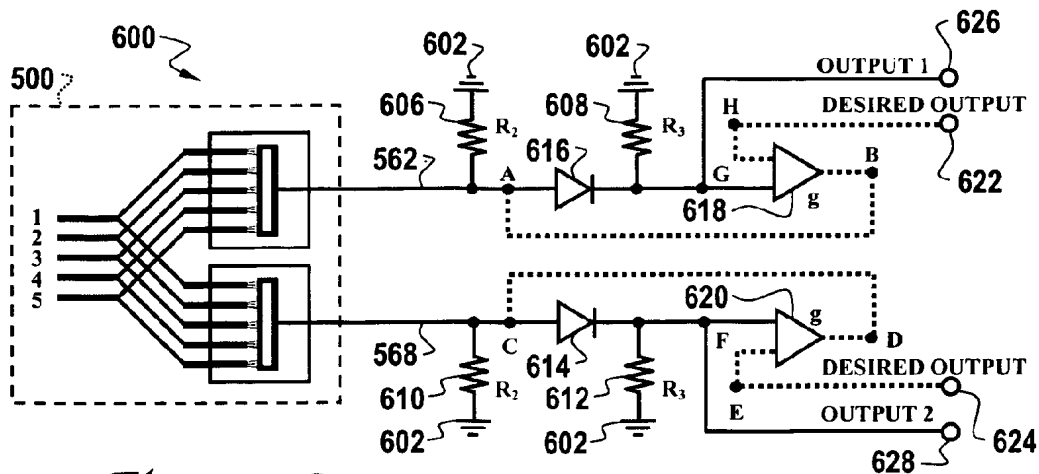 600
500
602
602
626
OUTPUT 1
606
R2
608
R3
H
DESIRED OUTPUT
562
A
616
G
B
618
g
622
1
2
3
4
5
620
g
568
C
614
F
D
610
R2
612
R3
E
DESIRED OUTPUT
602
602
OUTPUT 2
624
628